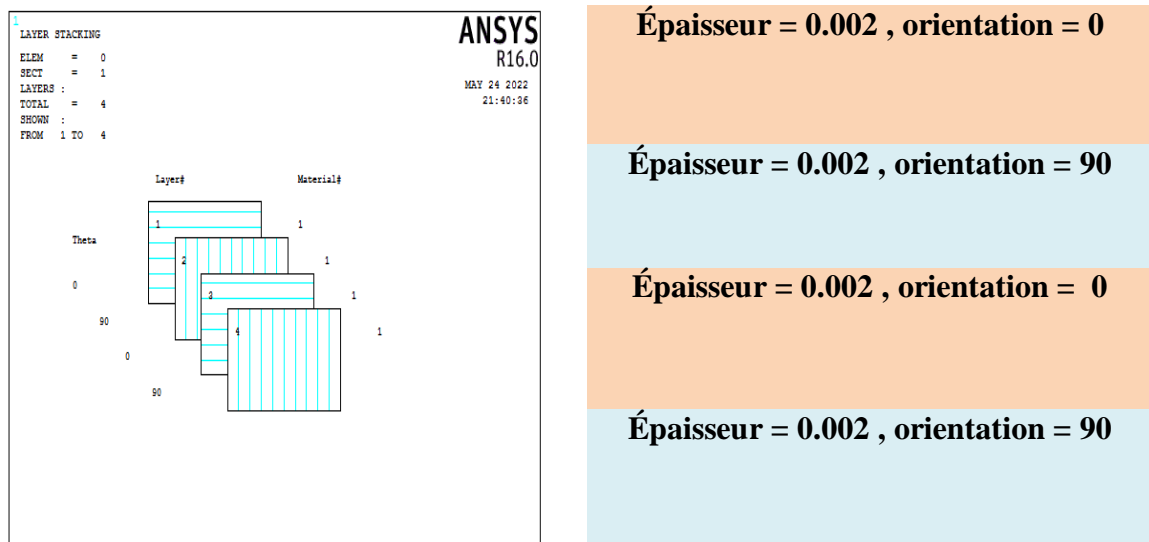 1
LAYER STACKING
ELEM = 0
SECT = 1
LAYERS :
TOTAL = 4
SHOWN :
FROM 1 TO 4
ANSYS
R16.0
MAY 24 2022
21:40:36
Layer# Material#
1 1
Theta
2 1
0 3 1
90 4 1
0
90
Épaisseur = 0.002 , orientation = 0
Épaisseur = 0.002 , orientation = 90
Épaisseur = 0.002 , orientation = 0
Épaisseur = 0.002 , orientation = 90